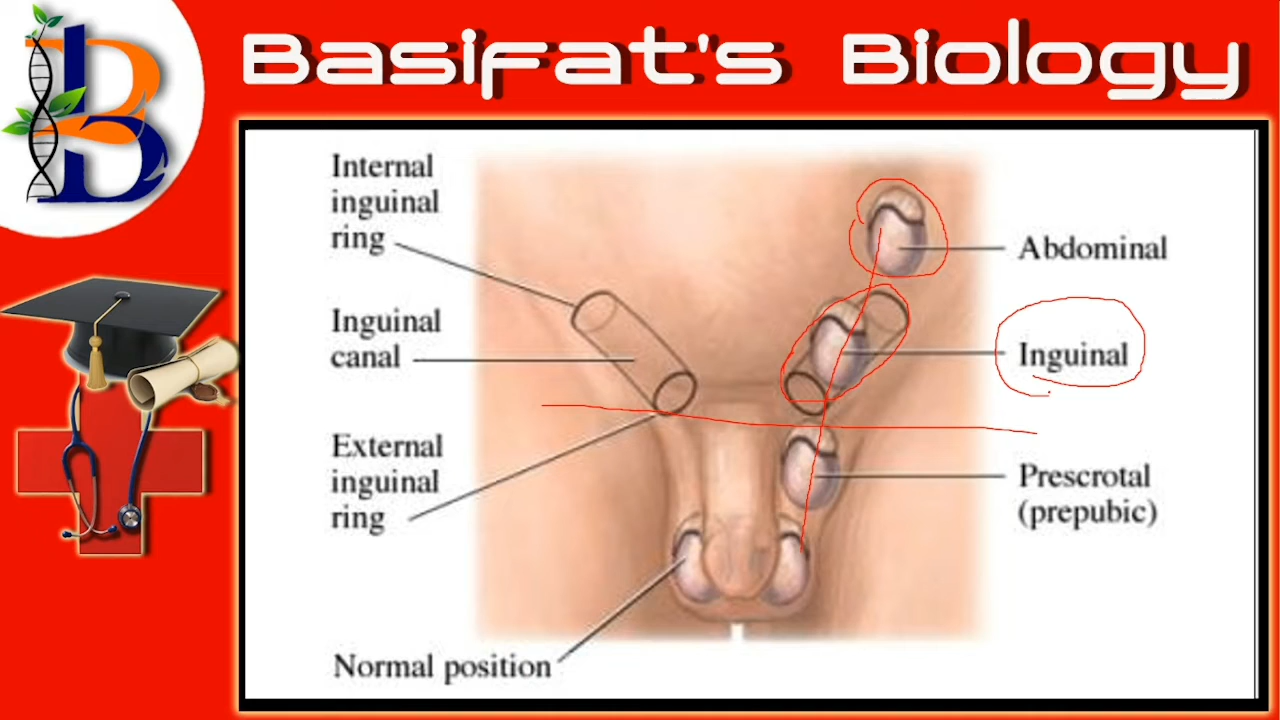 Basifat's Biology
Internal
inguinal
ring
Inguinal
canal
External
inguinal
ring
Normal position
Abdominal
Inguinal
Prescrotal
(prepubic)